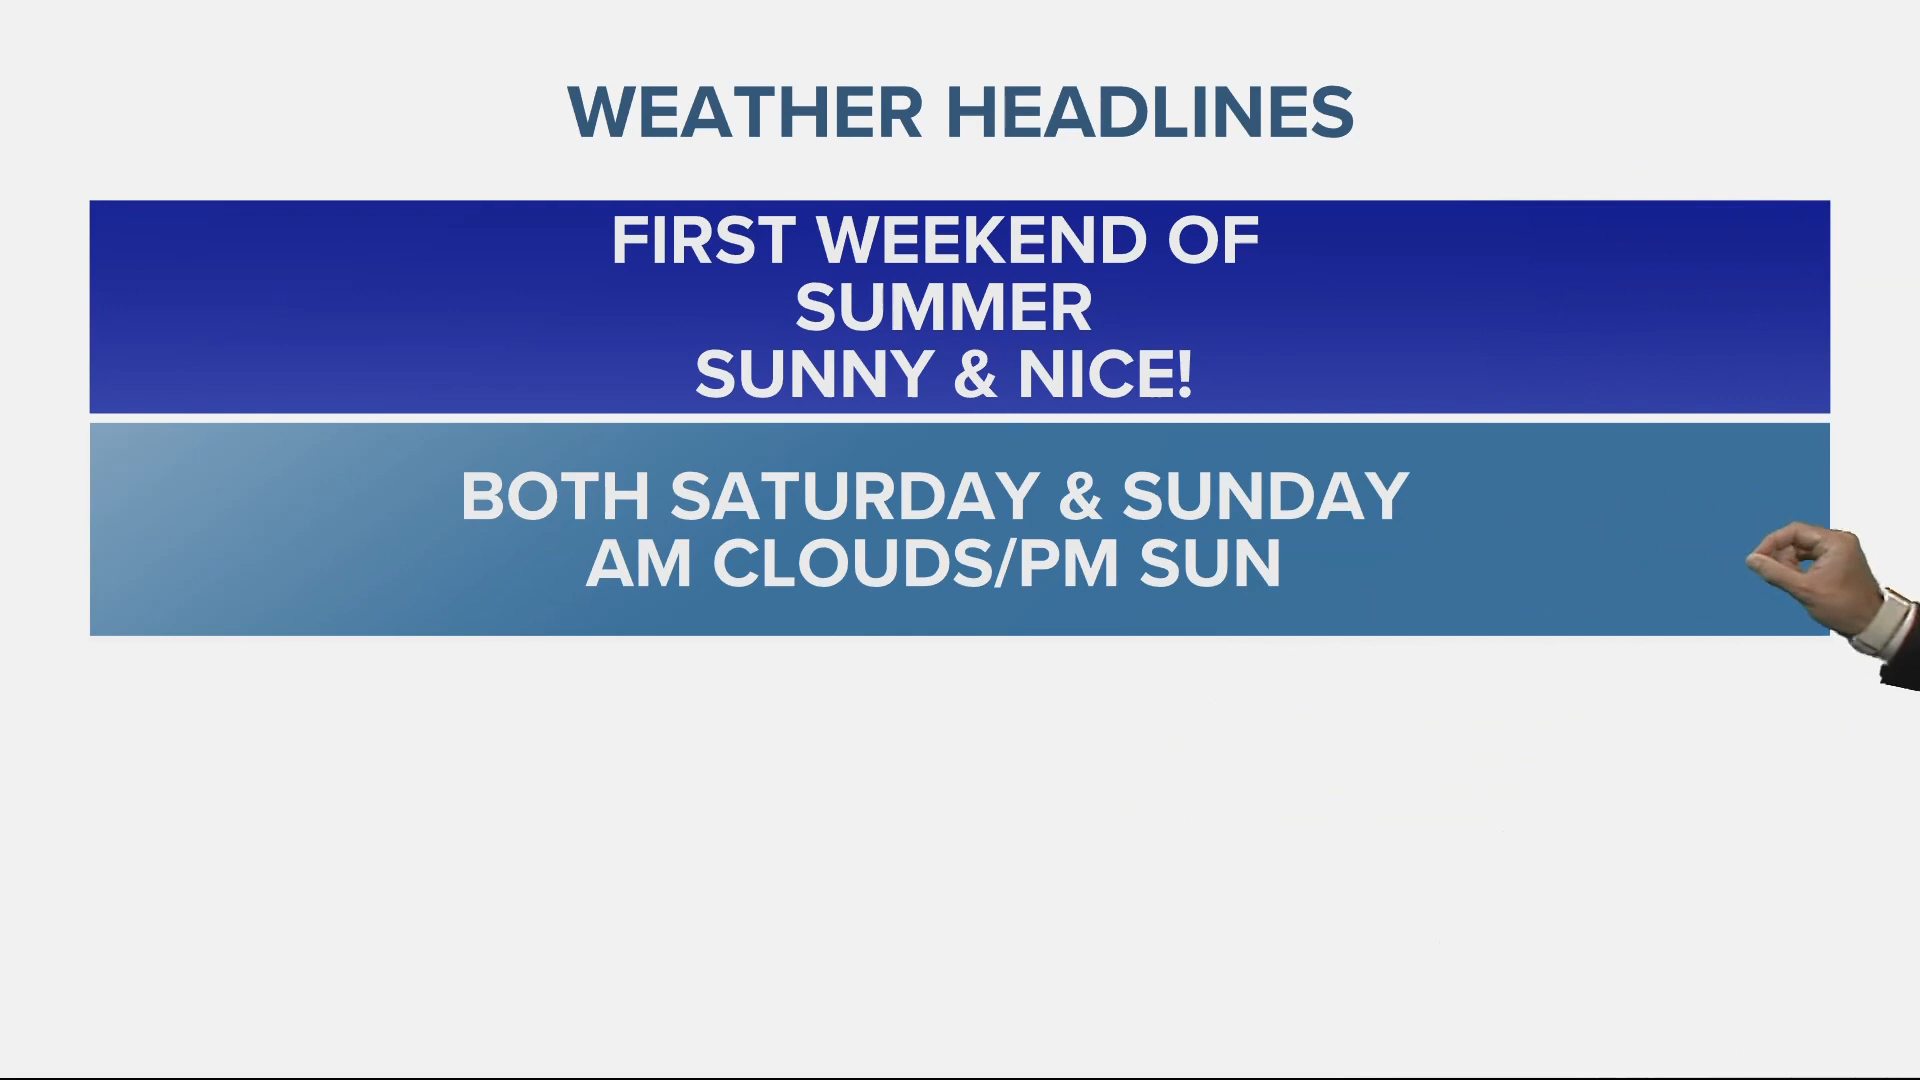 WEATHER HEADLINES
FIRST WEEKEND OF
SUMMER
SUNNY & NICE!
BOTH SATURDAY & SUNDAY
AM CLOUDS/PM SUN